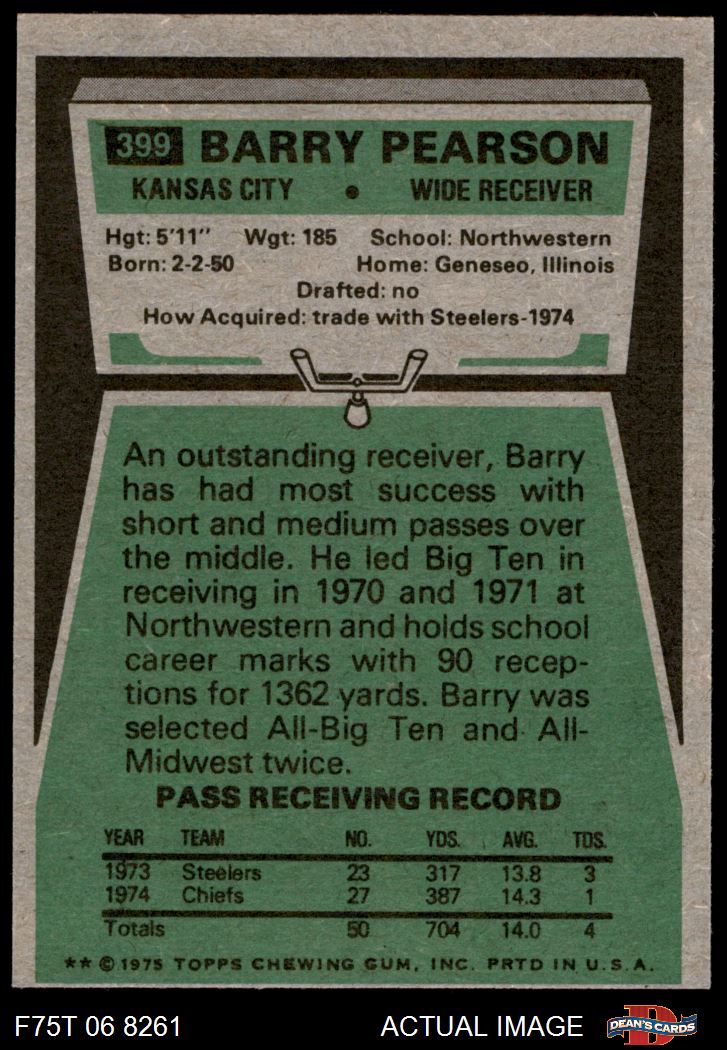 399 BARRY PEARSON
KANSAS CITY • WIDE RECEIVER
Hgt: 5'11" Wgt: 185 School: Northwestern
Born: 2-2-50 Home: Geneseo, Illinois
Drafted: no
How Acquired: trade with Steelers-1974
An outstanding receiver, Barry
has had most success with
short and medium passes over
the middle. He led Big Ten in
receiving in 1970 and 1971 at
Northwestern and holds school
career marks with 90 recep-
tions for 1362 yards. Barry was
selected All-Big Ten and All-
Midwest twice.
PASS RECEIVING RECORD
YEAR TEAM NO. YDS. AVG. TDS.
1973 Steelers 23 317 13.8 3
1974 Chiefs 27 387 14.3 1
Totals 50 704 14.0 4
** © 1975 TOPPS CHEWING GUM, INC. PRTD IN U.S.A.
F75T 06 8261 ACTUAL IMAGE D DEAN'S CARDS